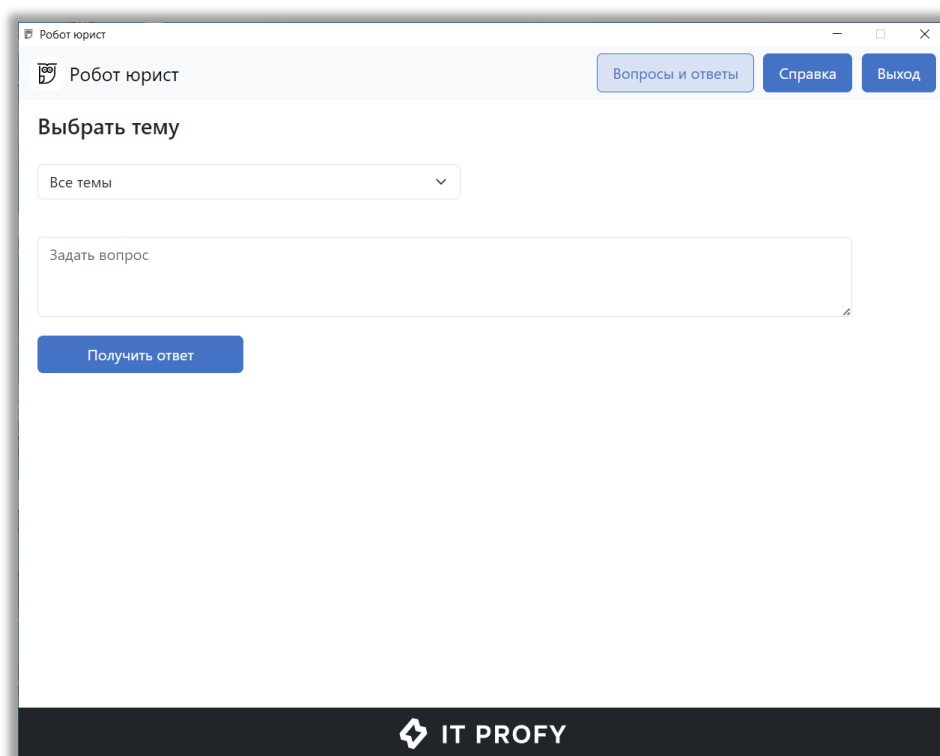 Робот юрист
Робот юрист
Вопросы и ответы
Справка
Выход
Выбрать тему
Все темы
Задать вопрос
Получить ответ
IT PROFY